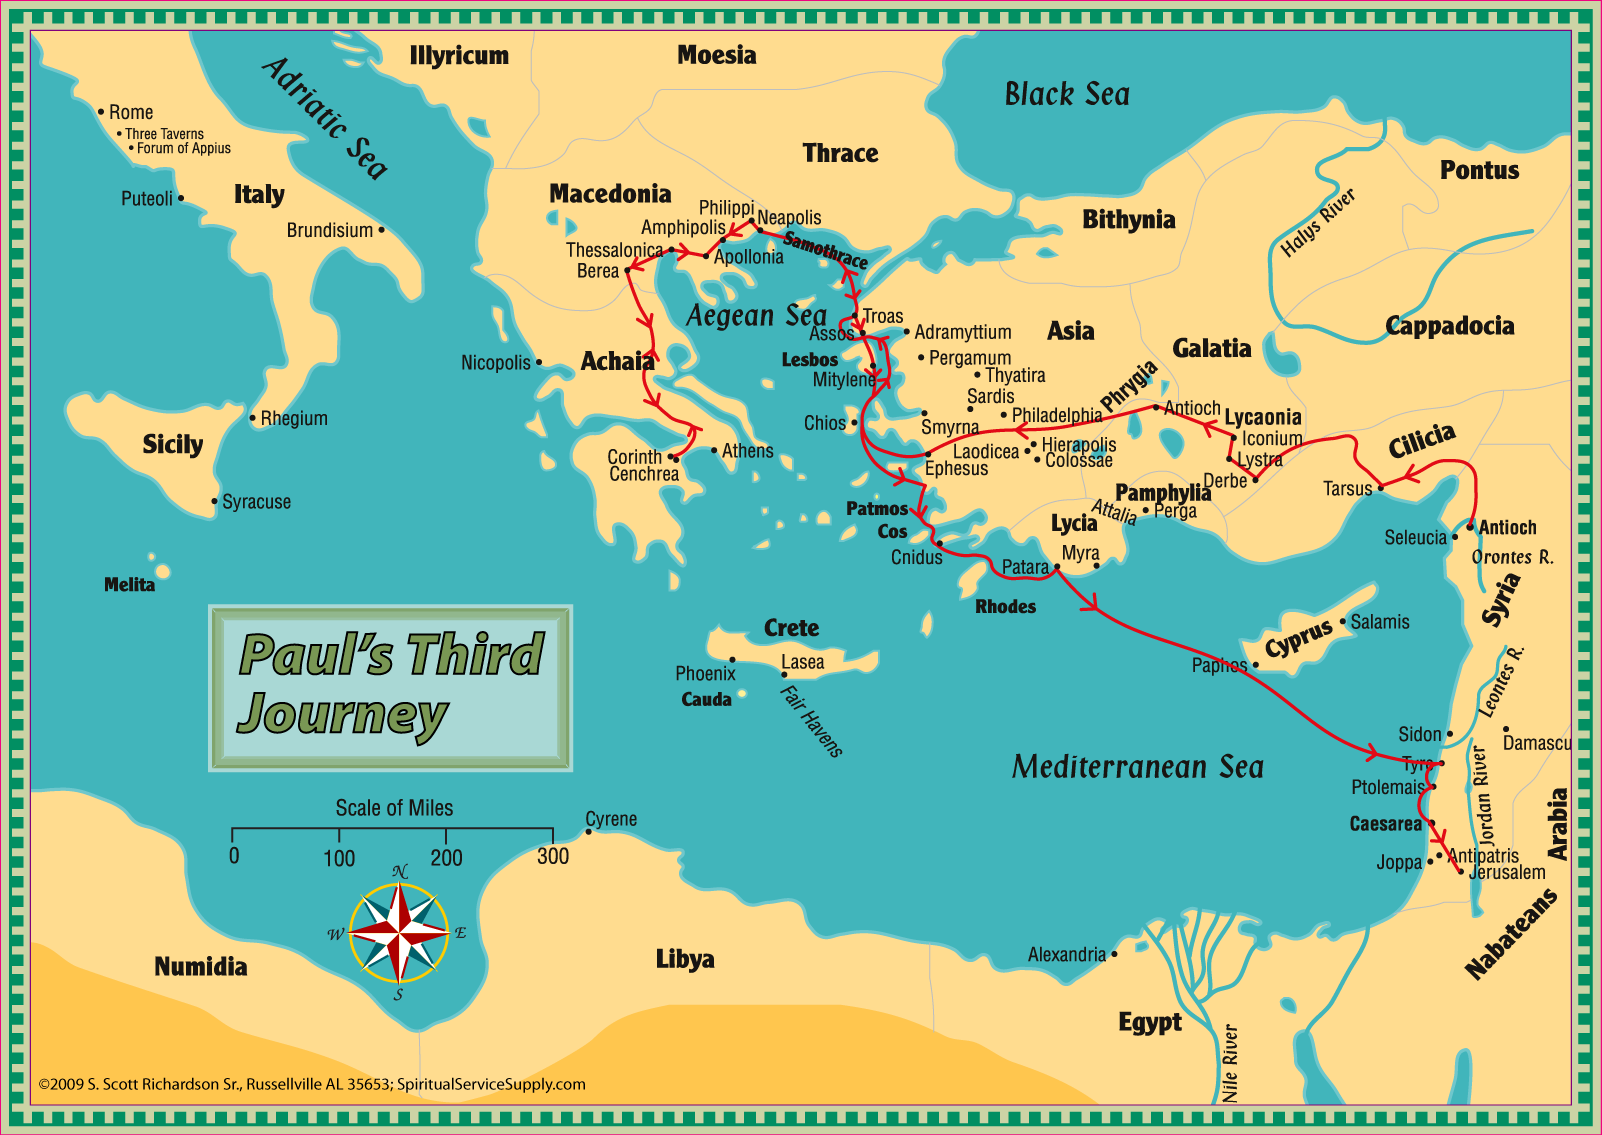 Illyricum
Moesia
Adriatic Sea
Black Sea
Rome
Three Taverns
Forum of Appius
Thrace
Pontus
Puteoli
Italy
Macedonia
Halys River
Bithynia
Brundisium
Philippi
Neapolis
Amphipolis
Samothrace
Thessalonica
Apollonia
Berea
Aegean Sea
Troas
Assos
Adramyttium
Asia
Cappadocia
Galatia
Nicopolis
Achaia
Lesbos
Pergamum
Mitylene
Thyatira
Phrygia
Sardis
Rhegium
Chios
Smyrna
Philadelphia
Antioch
Lycaonia
Sicily
Athens
Iconium
Cilicia
Corinth
Cenchrea
Laodicea
Hierapolis
Colossae
Lystra
Ephesus
Derbe
Tarsus
Syracuse
Patmos
Pamphylia
Attalia
Perga
Cos
Lycia
Antioch
Seleucia
Cnidus
Myra
Orontes R.
Patara
Melita
Rhodes
Syria
Crete
Cyprus
Salamis
Paul's Third
Journey
Phoenix
Lasea
Paphos
Leontes R.
Cauda
Fair Havens
Sidon
Damascu
Mediterranean Sea
Tyre
Ptolemais
Jordan River
Scale of Miles
Cyrene
Caesarea
Arabia
0
100
200
300
Joppa
Antipatris
Jerusalem
N
W
E
S
Nabateans
Numidia
Libya
Alexandria
Egypt
Nile River
©2009 S. Scott Richardson Sr., Russellville AL 35653; SpiritualServiceSupply.com